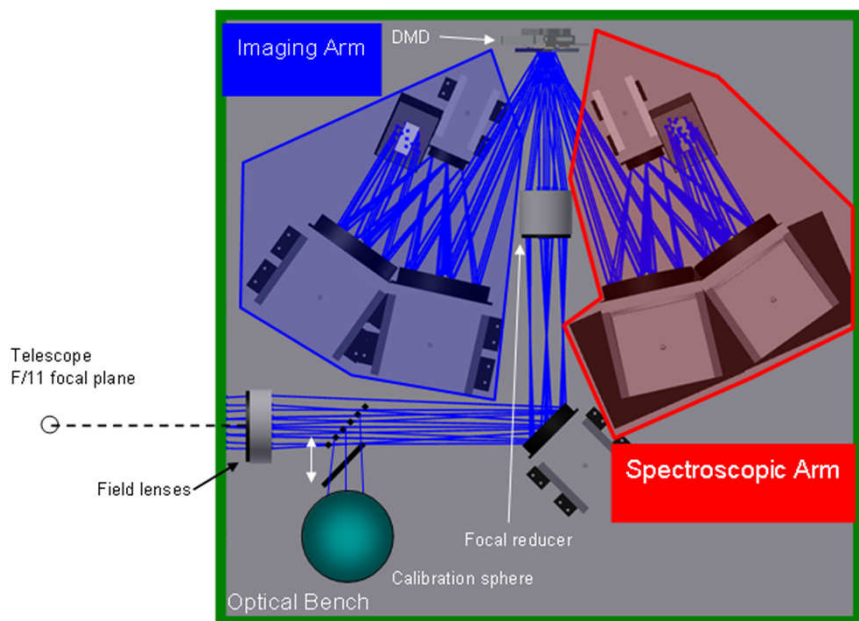 Imaging Arm
DMD
Telescope
F/11 focal plane
Field lenses
Spectroscopic Arm
Focal reducer
Calibration sphere
Optical Bench